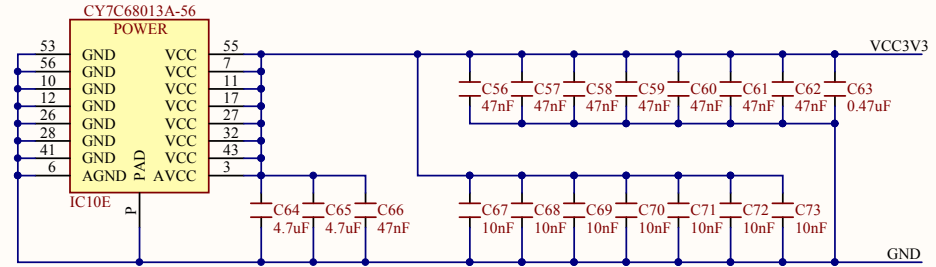 CY7C68013A-56
POWER
53 GND VCC 55 VCC3V3
56 GND VCC 7
10 GND VCC 11
12 GND VCC 17
26 GND VCC 27
28 GND VCC 32
41 GND VCC 43
6 AGND PAD AVCC 3
IC10E
P
C56 C57 C58 C59 C60 C61 C62 C63
47nF 47nF 47nF 47nF 47nF 47nF 47nF 0.47uF
C64 C65 C66 C67 C68 C69 C70 C71 C72 C73
4.7uF 4.7uF 47nF 10nF 10nF 10nF 10nF 10nF 10nF 10nF
GND